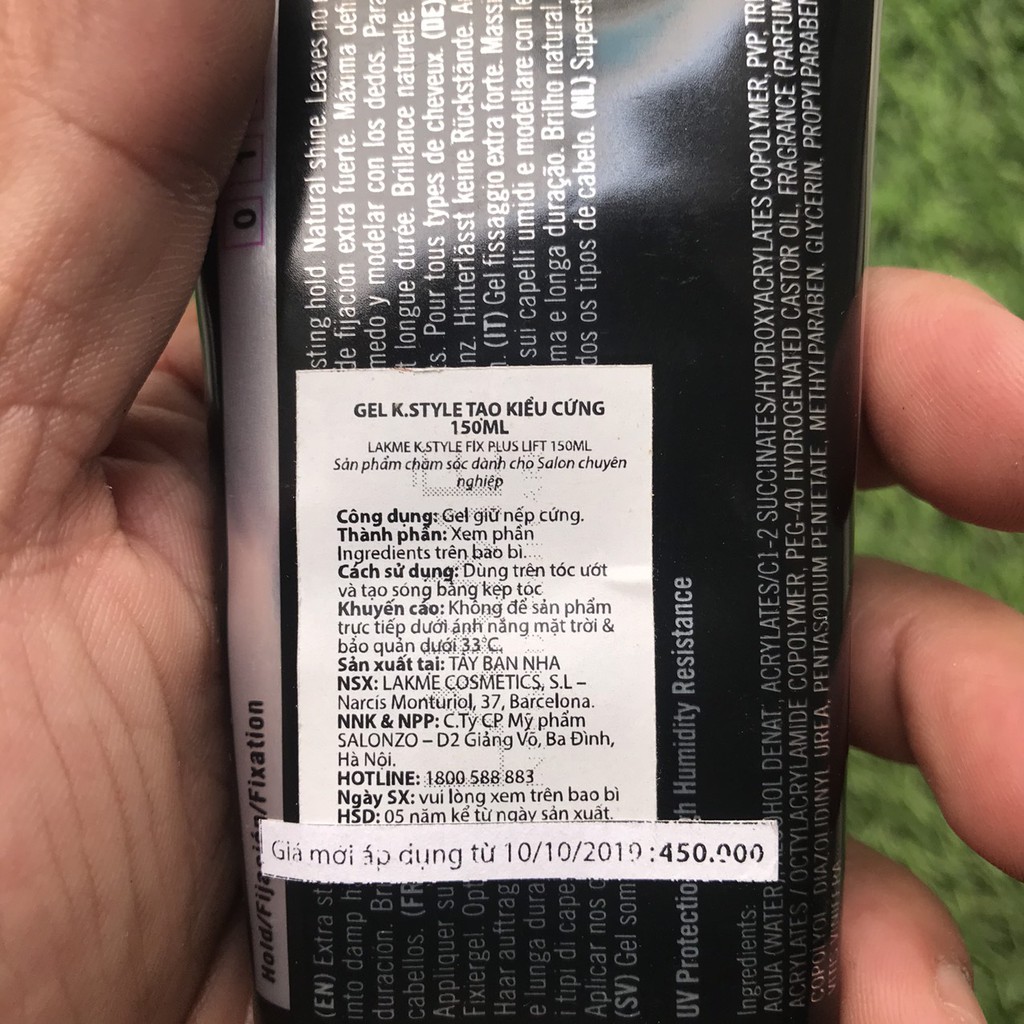 GEL K.STYLE TẠO KIỂU CỨNG
150ML
LAKME K.STYLE FIX PLUS LIFT 150ML
Sản phẩm chăm sóc dành cho Salon chuyên
nghiệp
Công dụng: Gel giữ nếp cứng.
Thành phần: Xem phần
Ingredients trên bao bì.
Cách sử dụng: Dùng trên tóc ướt
và tạo sóng bằng kẹp tóc
Khuyến cáo: Không để sản phẩm
trực tiếp dưới ánh nắng mặt trời &
bảo quản dưới 33°C.
Sản xuất tại: TÂY BAN NHA
NSX: LAKME COSMETICS, S.L –
Narcís Monturiol, 37, Barcelona.
NNK & NPP: C.Ty CP Mỹ phẩm
SALONZO – D2 Giảng Võ, Ba Đình,
Hà Nội.
HOTLINE: 1800 588 883
Ngày SX: vui lòng xem trên bao bì
HSD: 05 năm kể từ ngày sản xuất.
Giá mới áp dụng từ 10/10/2019 :450.000
Hold/Fijación/Fixation
0 1
(EN) Extra st sting hold. Natural shine. Leaves no
into damp h de fijación extra fuerte. Máxima defi
duración. Br medo y modelar con los dedos. Para
cabellos. (FR longue durée. Brillance naturelle.
Appliquer su s. Pour tous types de cheveux. (DE)
Fixiergel. Opt nz. Hinterlässt keine Rückstände.
Haar auftrag (IT) Gel fissaggio extra forte. Massi
e lunga dura sui capelli umidi e modellare con le
i tipi di cape ma e longa duração. Brilho natural.
Aplicar nos dos os tipos de cabelo. (NL) Superst
(SV) Gel som
UV Protectio h Humidity Resistance
Ingredients:
AQUA (WATER HOL DENAT., ACRYLATES/C1-2 SUCCINATES/HYDROXYACRYLATES COPOLYMER, PVP, TRI
ACRYLATES / OCTYLACRYLAMIDE COPOLYMER, PEG-40 HYDROGENATED CASTOR OIL, FRAGRANCE (PARFUM
DIAZOLIDINYL UREA, PENTASODIUM PENTETATE, METHYLPARABEN, GLYCERIN, PROPYLPARABEN